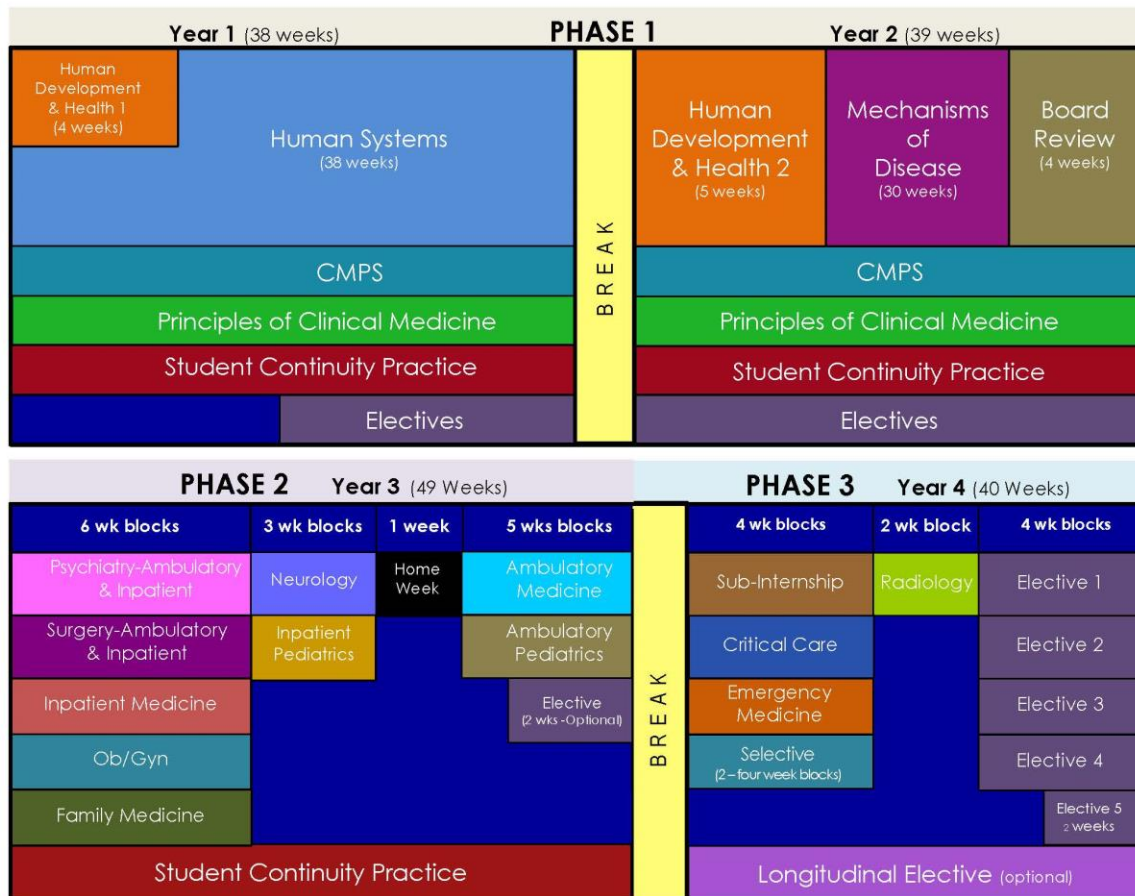 Year 1 (38 weeks)
PHASE 1
Year 2 (39 weeks)
Human
Development
& Health 1
(4 weeks)
Human Systems
(38 weeks)
BREAK
Human
Development
& Health 2
(5 weeks)
Mechanisms
of
Disease
(30 weeks)
Board
Review
(4 weeks)
CMPS
CMPS
Principles of Clinical Medicine
Principles of Clinical Medicine
Student Continuity Practice
Student Continuity Practice
Electives
Electives
PHASE 2 Year 3 (49 Weeks)
PHASE 3 Year 4 (40 Weeks)
6 wk blocks
3 wk blocks
1 week
5 wks blocks
BREAK
4 wk blocks
2 wk block
4 wk blocks
Psychiatry-Ambulatory
& Inpatient
Neurology
Home
Week
Ambulatory
Medicine
Sub-Internship
Radiology
Elective 1
Surgery-Ambulatory
& Inpatient
Inpatient
Pediatrics
Ambulatory
Pediatrics
Critical Care
Elective 2
Inpatient Medicine
Elective
(2 wks -Optional)
Emergency
Medicine
Elective 3
Ob/Gyn
Selective
(2–four week blocks)
Elective 4
Family Medicine
Elective 5
2 weeks
Student Continuity Practice
Longitudinal Elective (optional)